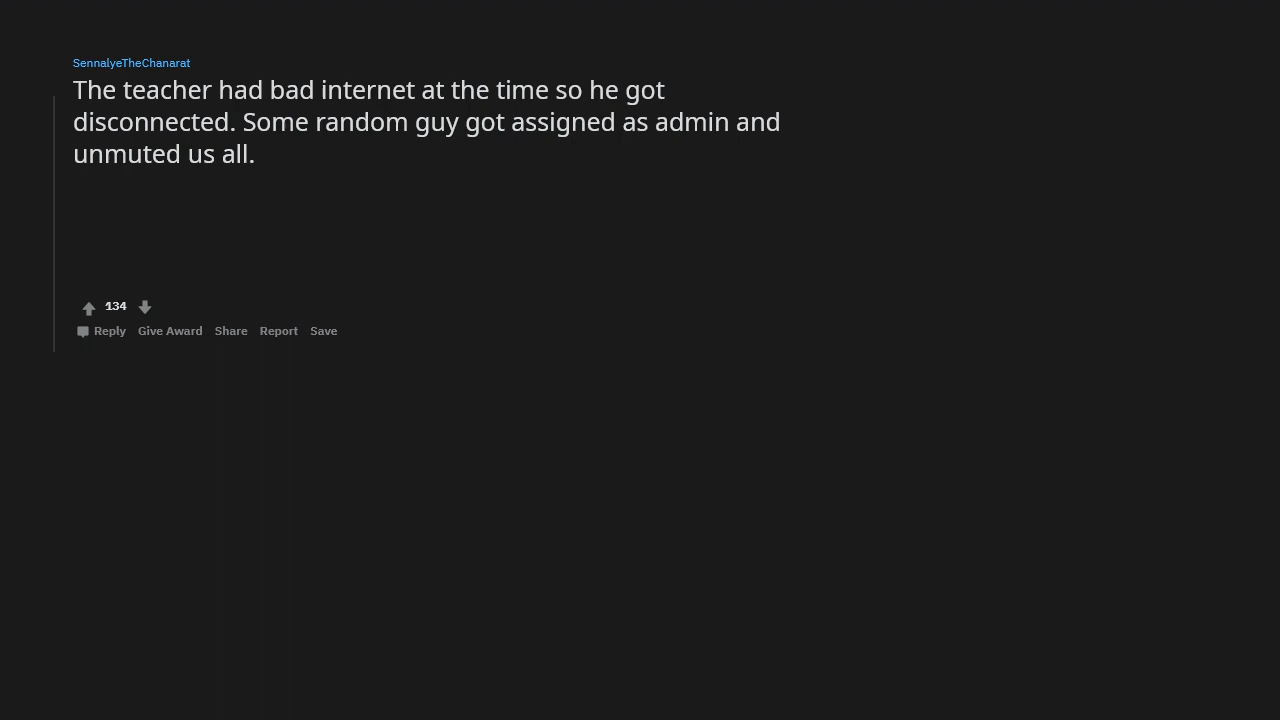 SennalyeTheChanarat
The teacher had bad internet at the time so he got
disconnected. Some random guy got assigned as admin and
unmuted us all.
134
Reply Give Award Share Report Save